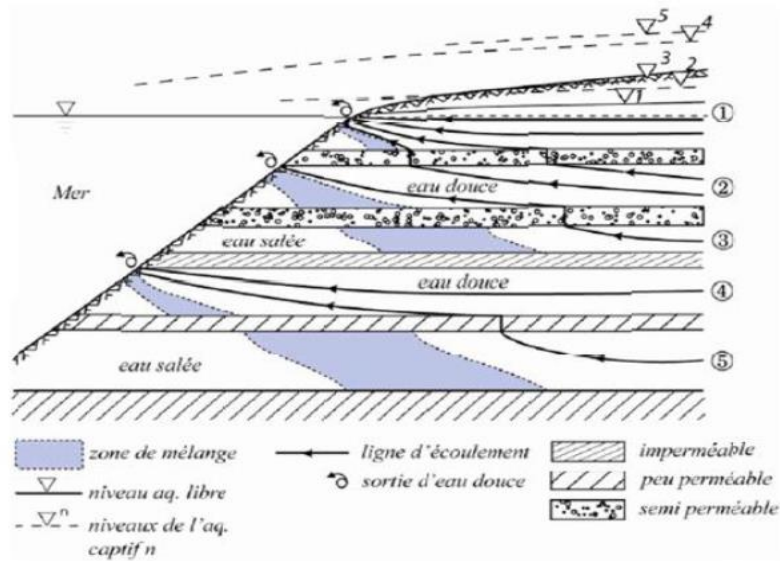 5
4
3
2
1
①
Mer
eau douce
②
eau salée
③
eau douce
④
eau salée
⑤
zone de mélange
ligne d'écoulement
imperméable
niveau aq. libre
sortie d'eau douce
peu perméable
n
niveaux de l'aq.
captif n
semi perméable